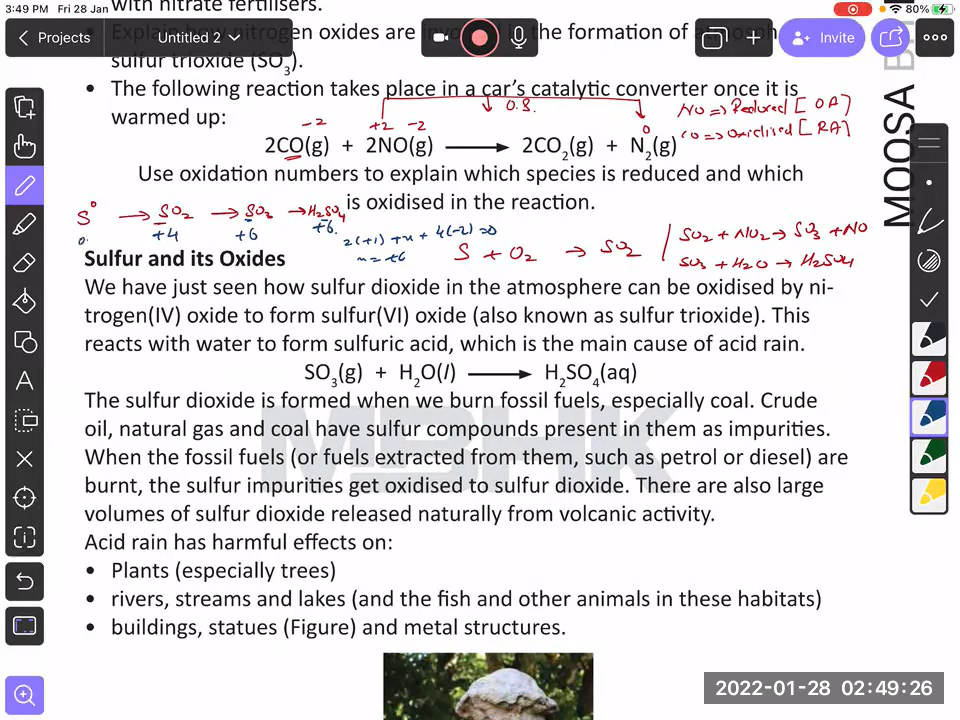 3:49 PM Fri 28 Jan
80%
with nitrate fertilisers.
Projects
Untitled 2
Invite
• Explain how nitrogen oxides are in the formation of
sulfur trioxide (SO3).
• The following reaction takes place in a car's catalytic converter once it is
warmed up:
O.S.
NO => Reduced [OA]
CO => Oxidised [RA]
-2 +2 -2 0
2CO(g) + 2NO(g) → 2CO2(g) + N2(g)
Use oxidation numbers to explain which species is reduced and which
is oxidised in the reaction.
S⁰ → SO2 → SO3 → H2SO4
0 +4 +6 +6
2(+1) + x + 4(-2) = 0
x = +6
S + O2 → SO2
SO2 + NO2 → SO3 + NO
SO3 + H2O → H2SO4
Sulfur and its Oxides
We have just seen how sulfur dioxide in the atmosphere can be oxidised by ni-
trogen(IV) oxide to form sulfur(VI) oxide (also known as sulfur trioxide). This
reacts with water to form sulfuric acid, which is the main cause of acid rain.
SO3(g) + H2O(l) → H2SO4(aq)
The sulfur dioxide is formed when we burn fossil fuels, especially coal. Crude
oil, natural gas and coal have sulfur compounds present in them as impurities.
When the fossil fuels (or fuels extracted from them, such as petrol or diesel) are
burnt, the sulfur impurities get oxidised to sulfur dioxide. There are also large
volumes of sulfur dioxide released naturally from volcanic activity.
Acid rain has harmful effects on:
• Plants (especially trees)
• rivers, streams and lakes (and the fish and other animals in these habitats)
• buildings, statues (Figure) and metal structures.
MOOSA
2022-01-28 02:49:26